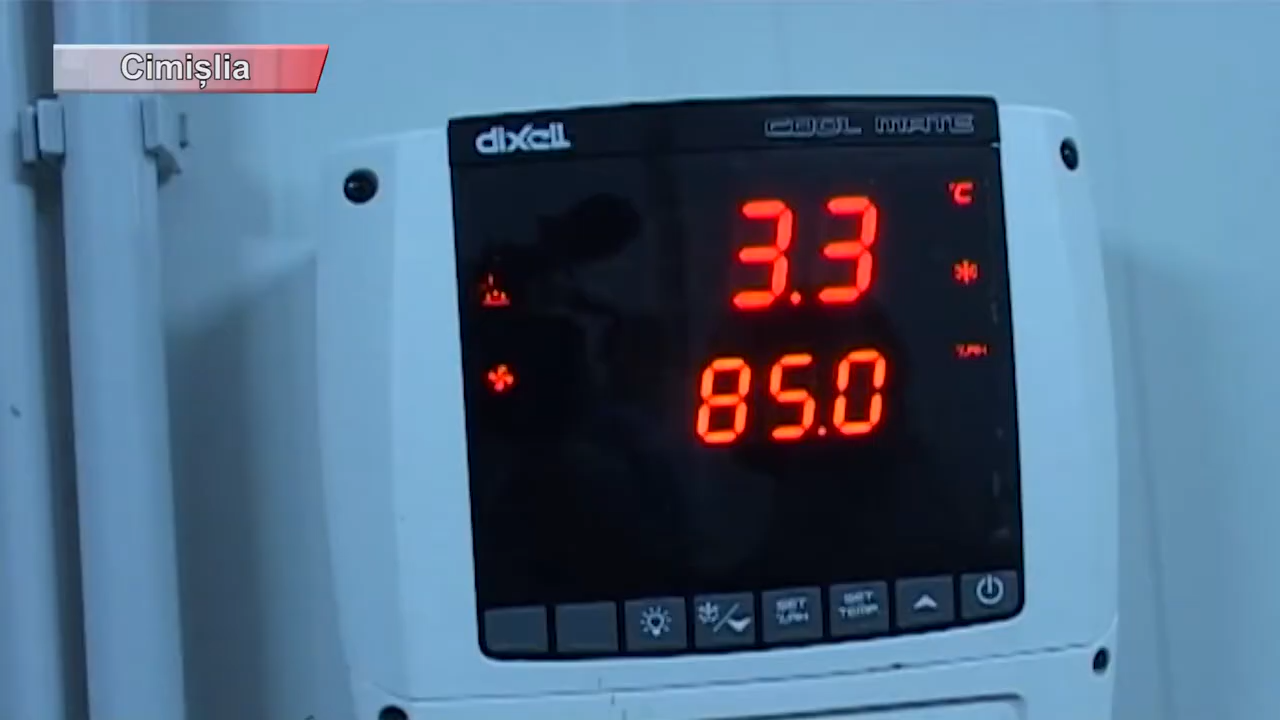 Cimișlia
dixell
COOL MATE
3.3
°C
85.0
%RH
SET
%RH
SET
TEMP